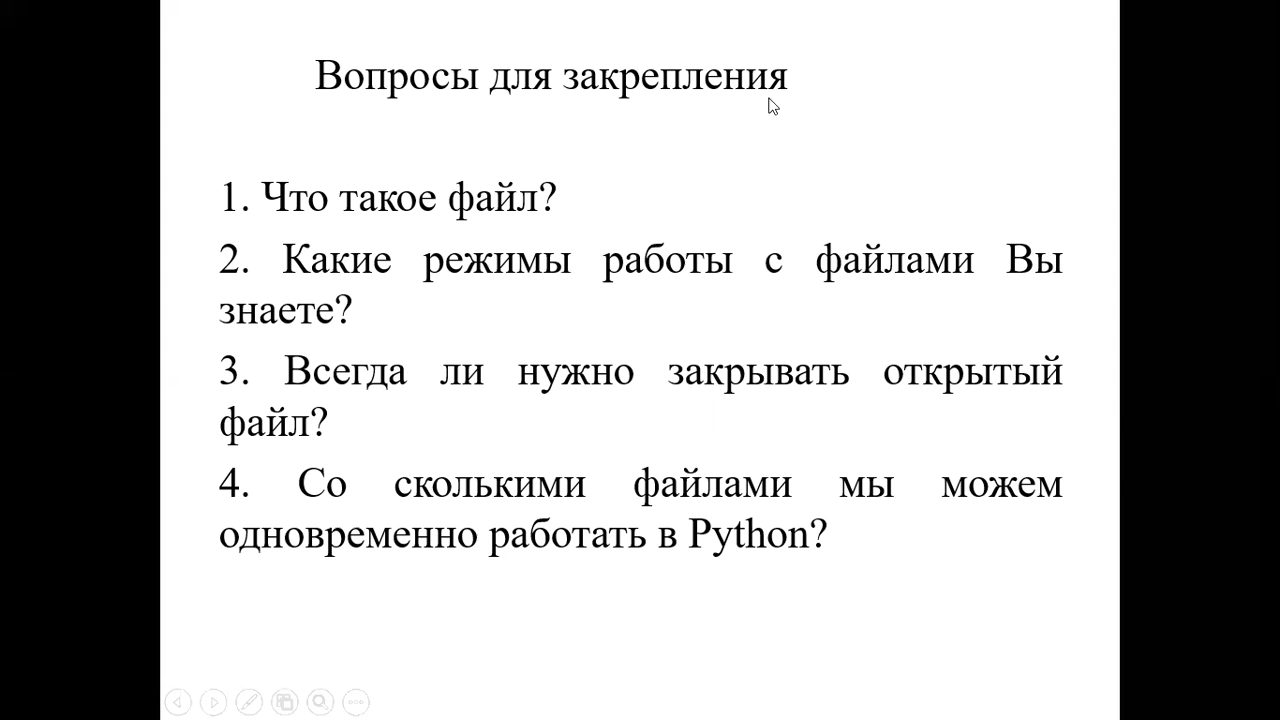 Вопросы для закрепления
1. Что такое файл?
2. Какие режимы работы с файлами Вы
знаете?
3. Всегда ли нужно закрывать открытый
файл?
4. Со сколькими файлами мы можем
одновременно работать в Python?